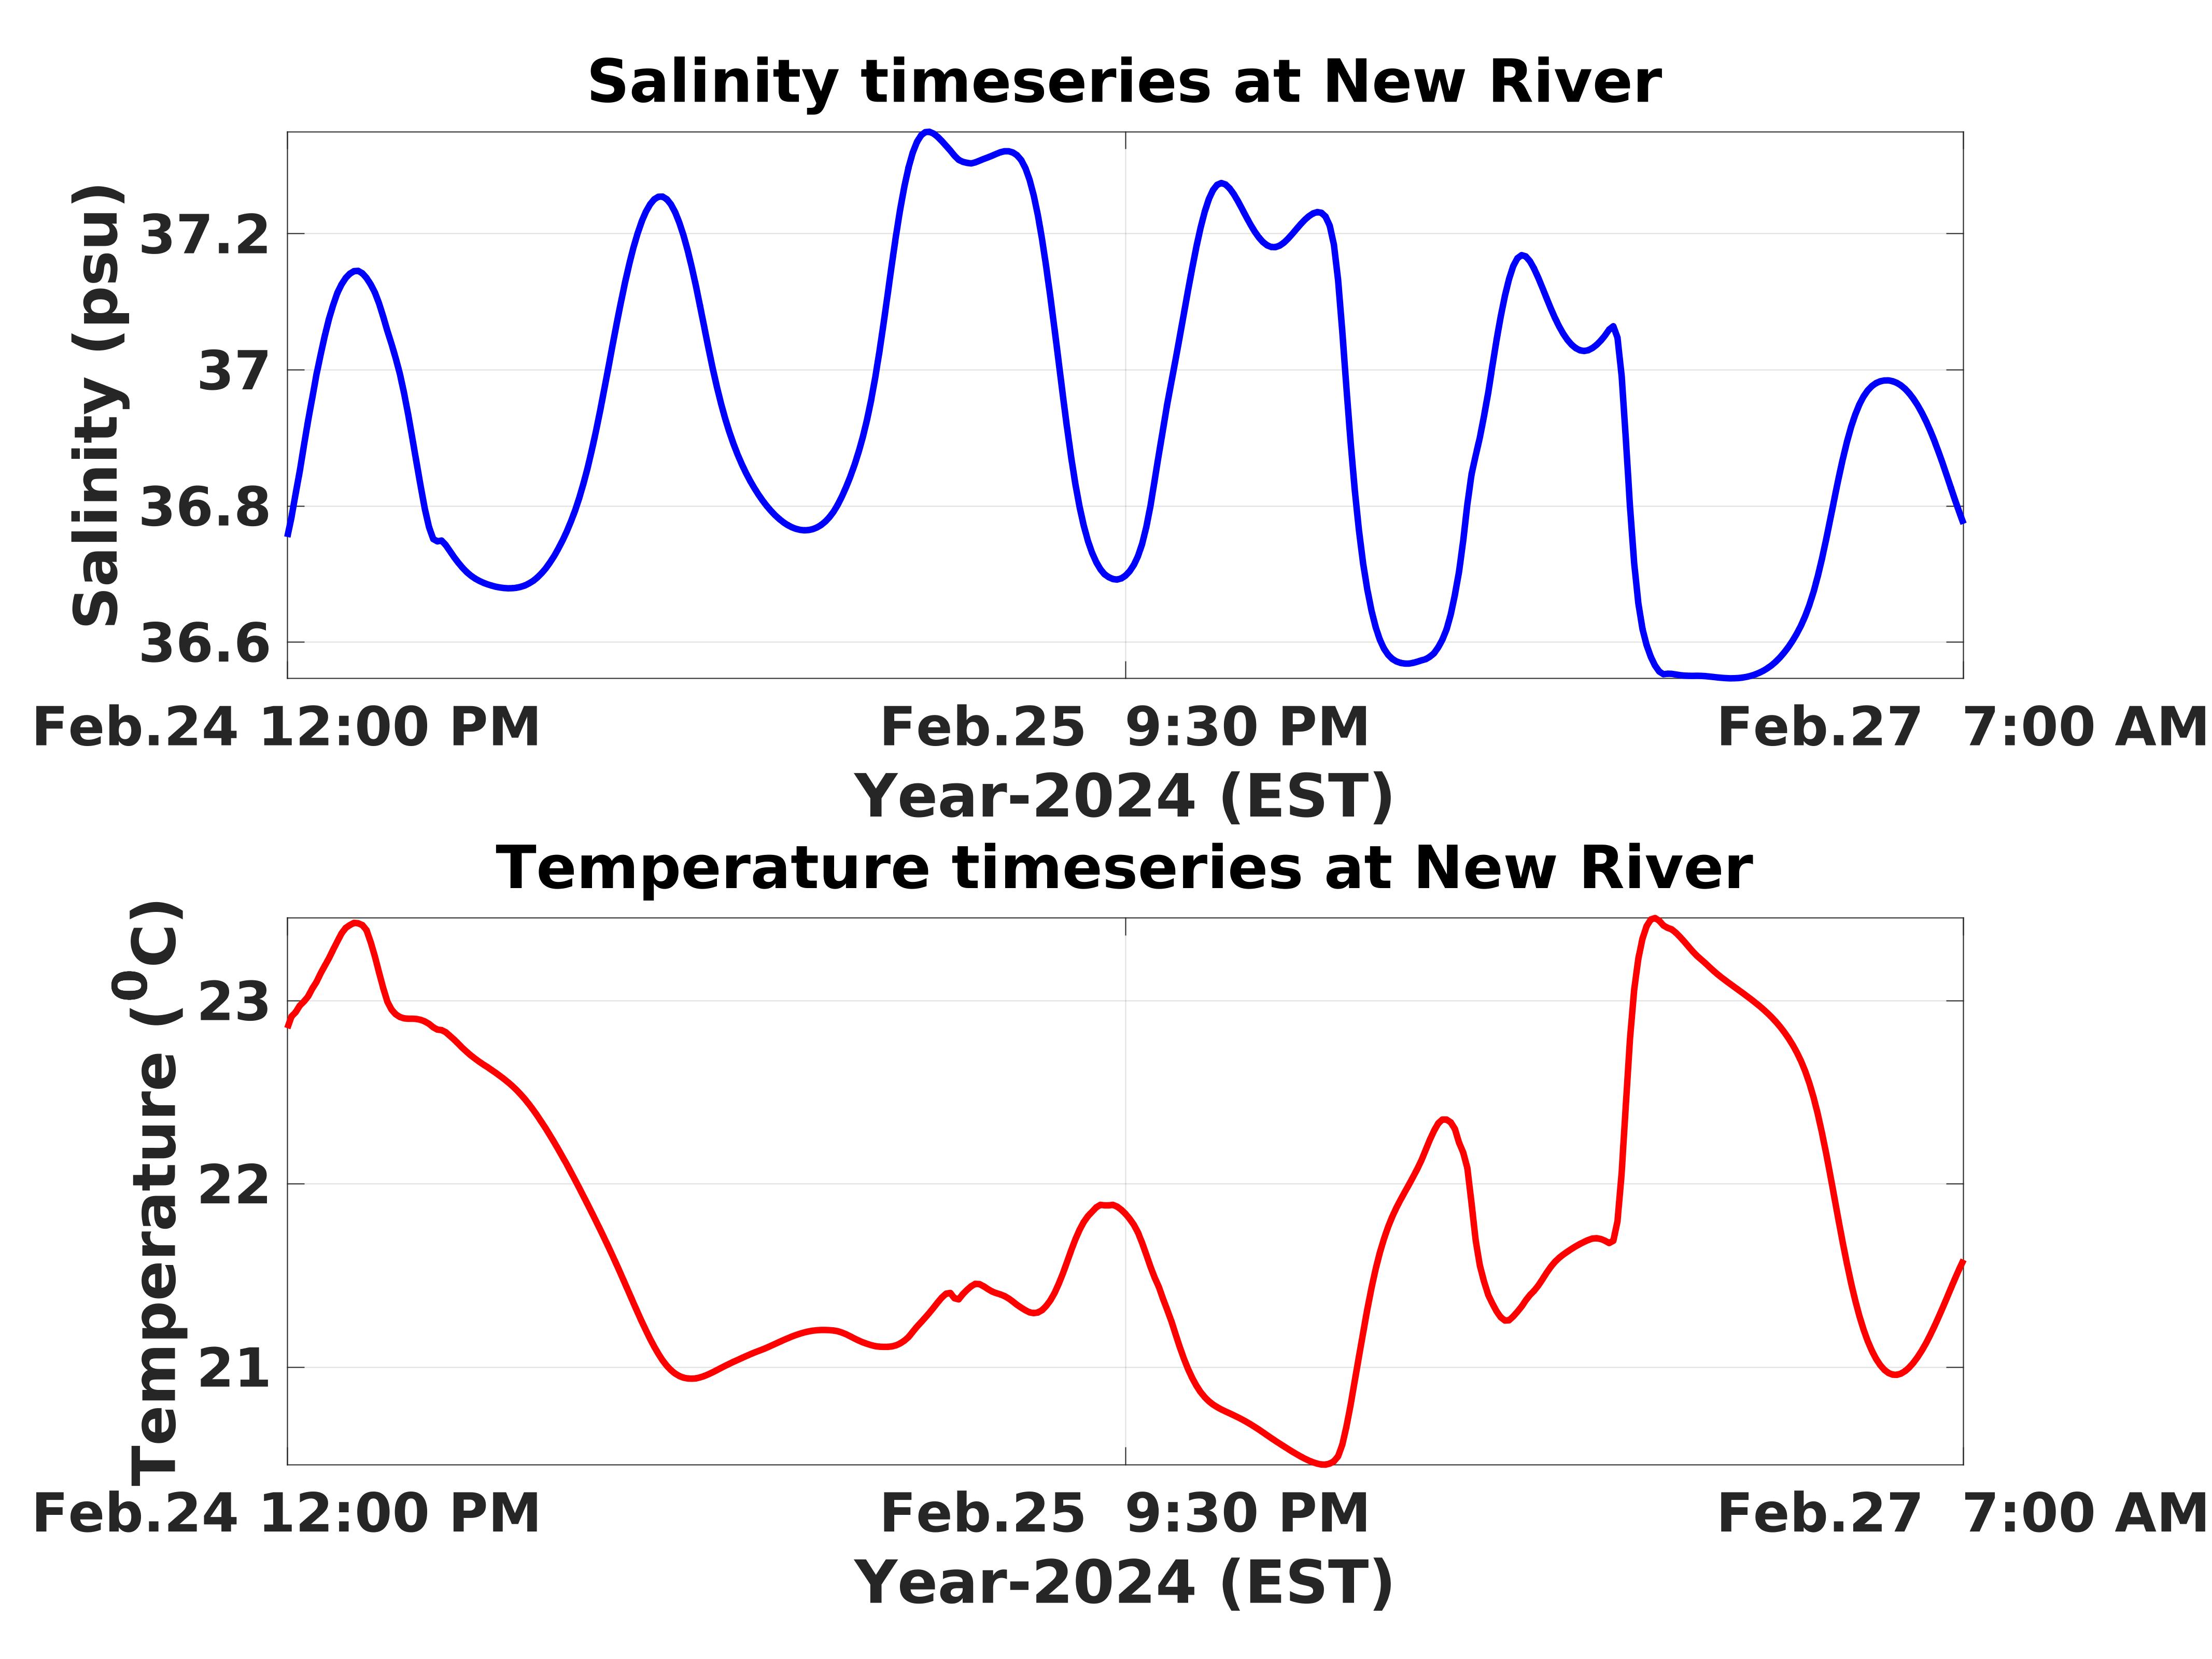 Salinity timeseries at New River
Salinity (psu)
37.2
37
36.8
36.6
Feb.24 12:00 PM Feb.25 9:30 PM Feb.27 7:00 AM
Year-2024 (EST)
Temperature timeseries at New River
Temperature (⁰C)
23
22
21
Feb.24 12:00 PM Feb.25 9:30 PM Feb.27 7:00 AM
Year-2024 (EST)